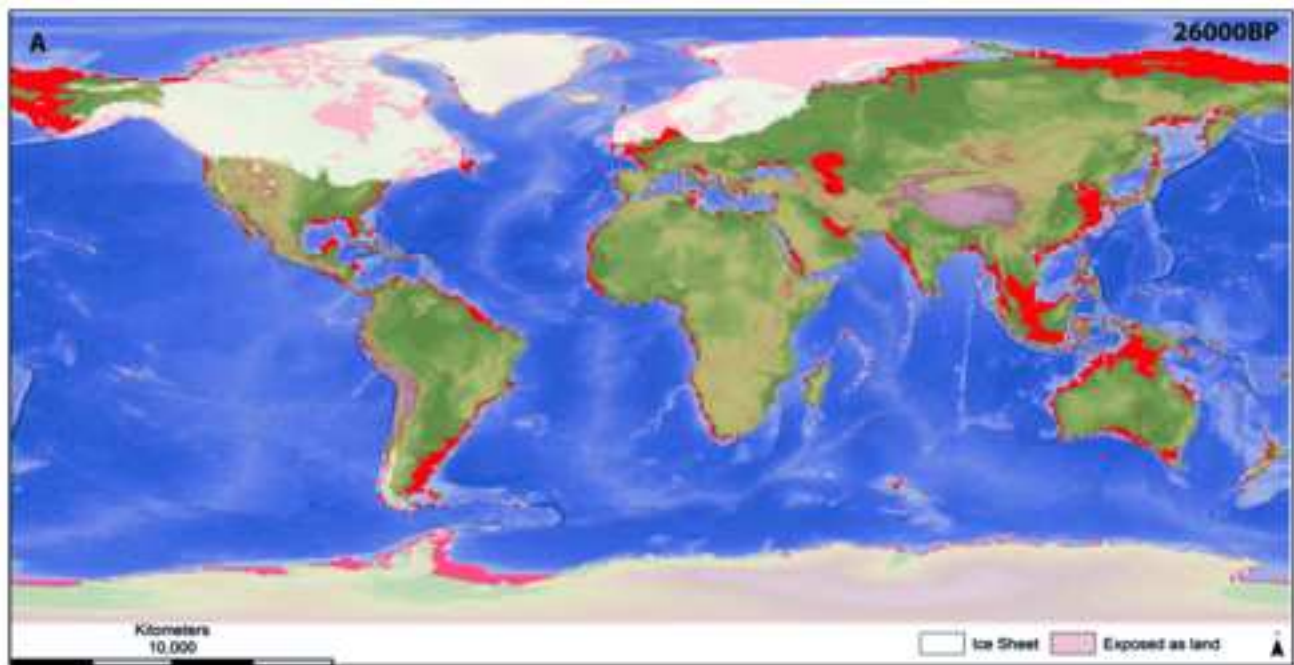 A
26000BP
Kilometers
10,000
Ice Sheet
Exposed as land